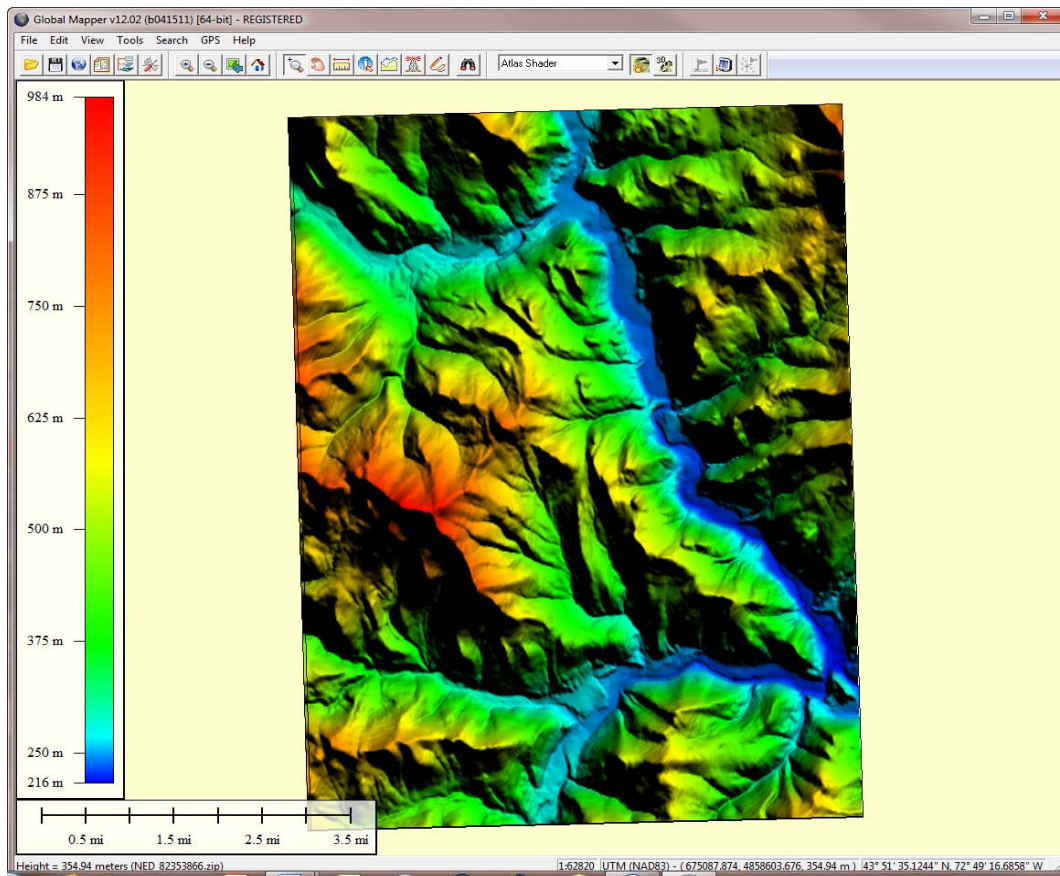 Global Mapper v12.02 (b041511) [64-bit] - REGISTERED
File Edit View Tools Search GPS Help
Atlas Shader
3D
984 m
875 m
750 m
625 m
500 m
375 m
250 m
216 m
0.5 mi 1.5 mi 2.5 mi 3.5 mi
Height = 354.94 meters (NED_82353866.zip) 1:62820 UTM (NAD83) - ( 675087.874, 4858603.676, 354.94 m ) 43° 51' 35.1244" N, 72° 49' 16.6858" W